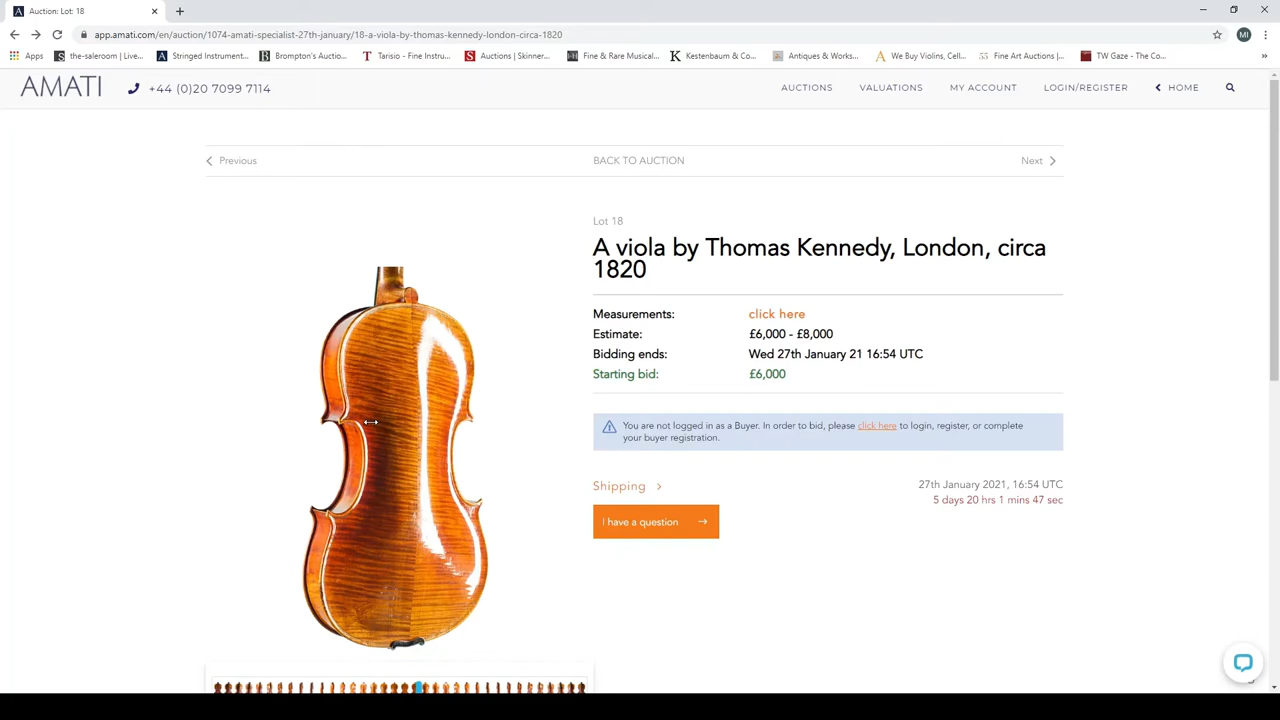 Auction: Lot: 18
app.amati.com/en/auction/1074-amati-specialist-27th-january/18-a-viola-by-thomas-kennedy-london-circa-1820
MI
Apps
the-saleroom | Live...
Stringed Instrument...
Brompton's Auction...
Tarisio - Fine Instru...
Auctions | Skinner...
Fine & Rare Musical...
Kestenbaum & Co...
Antiques & Works...
We Buy Violins, Cell...
Fine Art Auctions |...
TW Gaze - The Co...
AMATI
+44 (0)20 7099 7114
AUCTIONS
VALUATIONS
MY ACCOUNT
LOGIN/REGISTER
HOME
Previous
BACK TO AUCTION
Next
Lot 18
A viola by Thomas Kennedy, London, circa
1820
Measurements: click here
Estimate: £6,000 - £8,000
Bidding ends: Wed 27th January 21 16:54 UTC
Starting bid: £6,000
You are not logged in as a Buyer. In order to bid, please click here to login, register, or complete
your buyer registration.
Shipping
27th January 2021, 16:54 UTC
5 days 20 hrs 1 mins 47 sec
I have a question